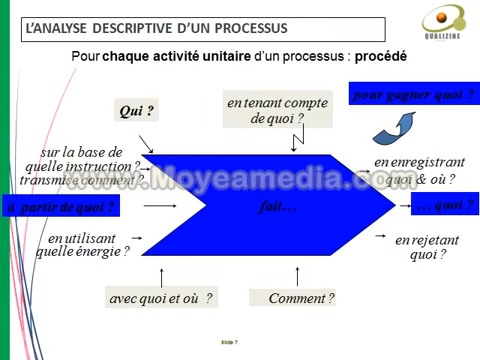 L'ANALYSE DESCRIPTIVE D'UN PROCESSUS
QUALIZINE
Pour chaque activité unitaire d'un processus : procédé
pour gagner quoi ?
Qui ?
en tenant compte
de quoi ?
sur la base de
quelle instruction ?
transmise comment ?
en enregistrant
quoi & où ?
www.Moyeamedia.com
à partir de quoi ?
fait…
… quoi ?
en utilisant
quelle énergie ?
en rejetant
quoi ?
avec quoi et où ?
Comment ?
Slide 7